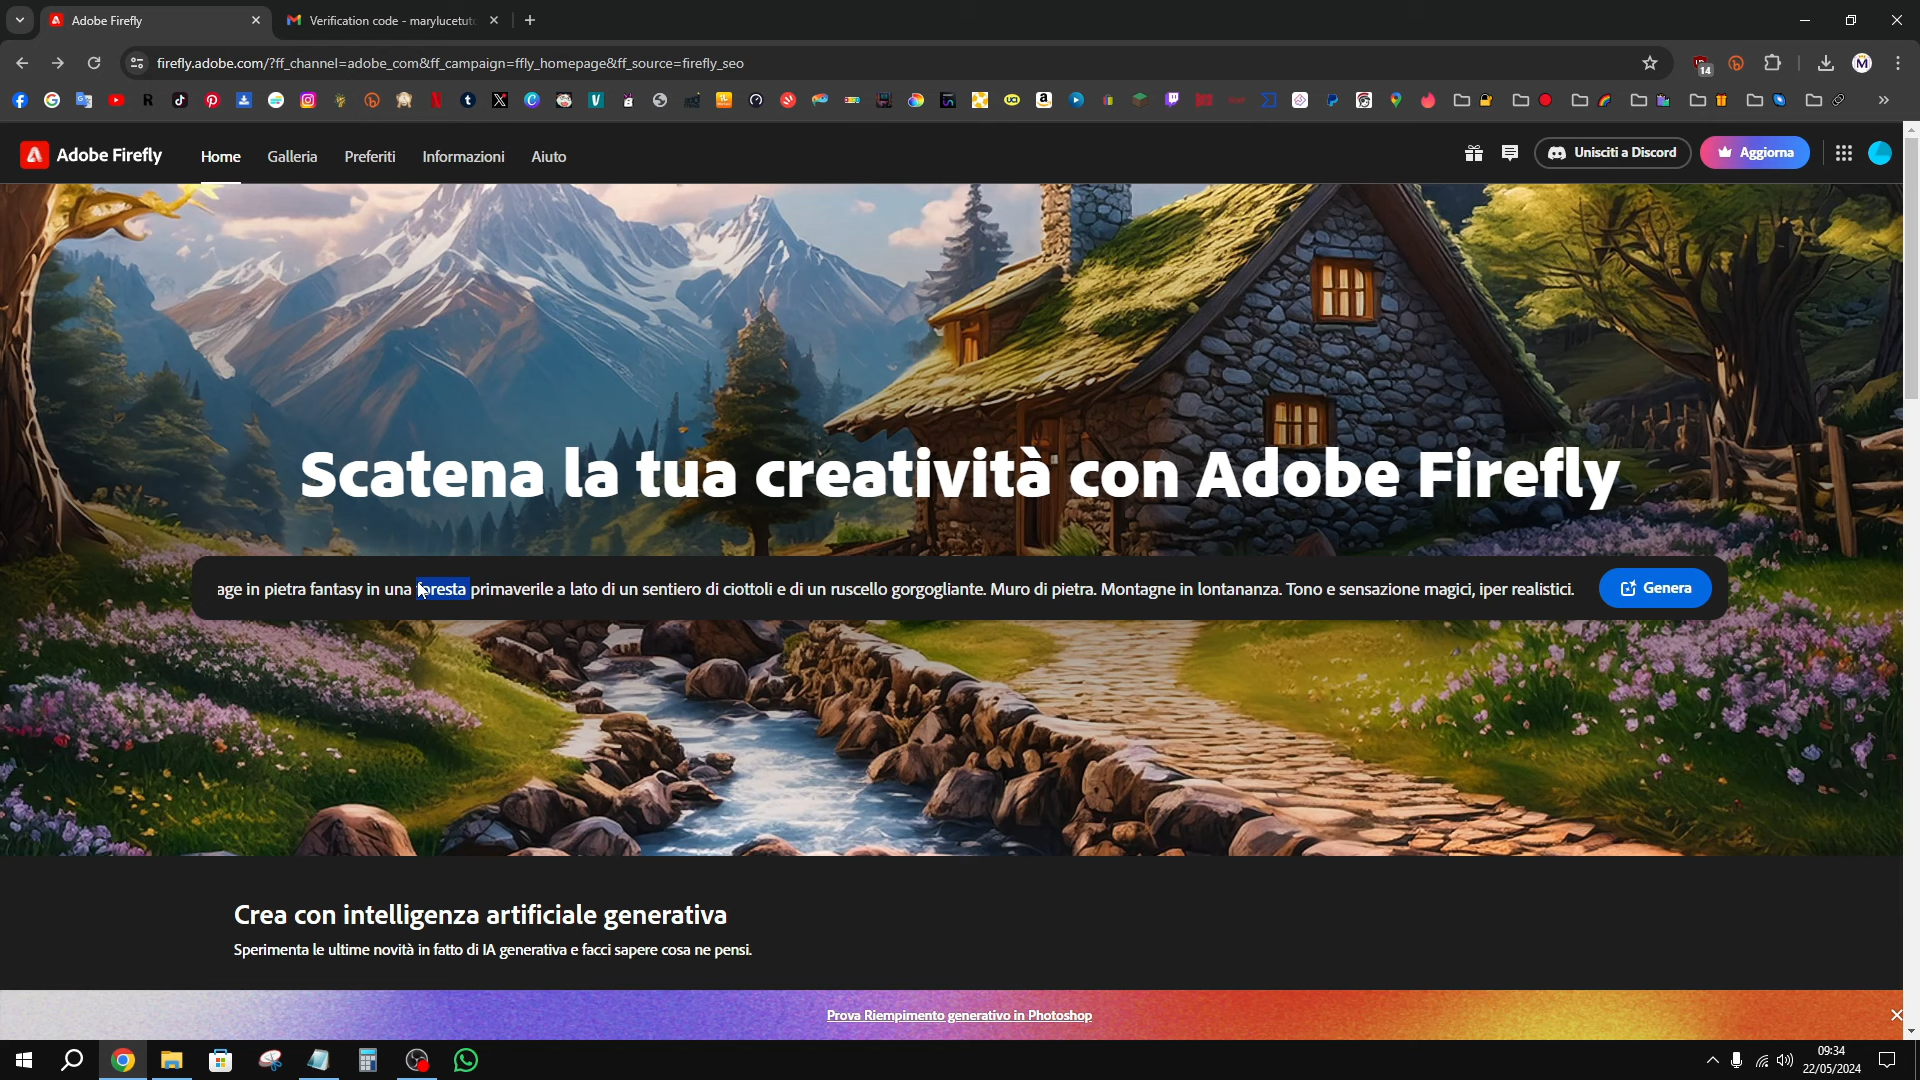 Adobe Firefly
Verification code - marylucetut
firefly.adobe.com/?ff_channel=adobe_com&ff_campaign=ffly_homepage&ff_source=firefly_seo
14
M
Adobe Firefly
Home
Galleria
Preferiti
Informazioni
Aiuto
Unisciti a Discord
Aggiorna
Scatena la tua creatività con Adobe Firefly
age in pietra fantasy in una foresta primaverile a lato di un sentiero di ciottoli e di un ruscello gorgogliante. Muro di pietra. Montagne in lontananza. Tono e sensazione magici, iper realistici.
Genera
Crea con intelligenza artificiale generativa
Sperimenta le ultime novità in fatto di IA generativa e facci sapere cosa ne pensi.
Prova Riempimento generativo in Photoshop
09:34
22/05/2024